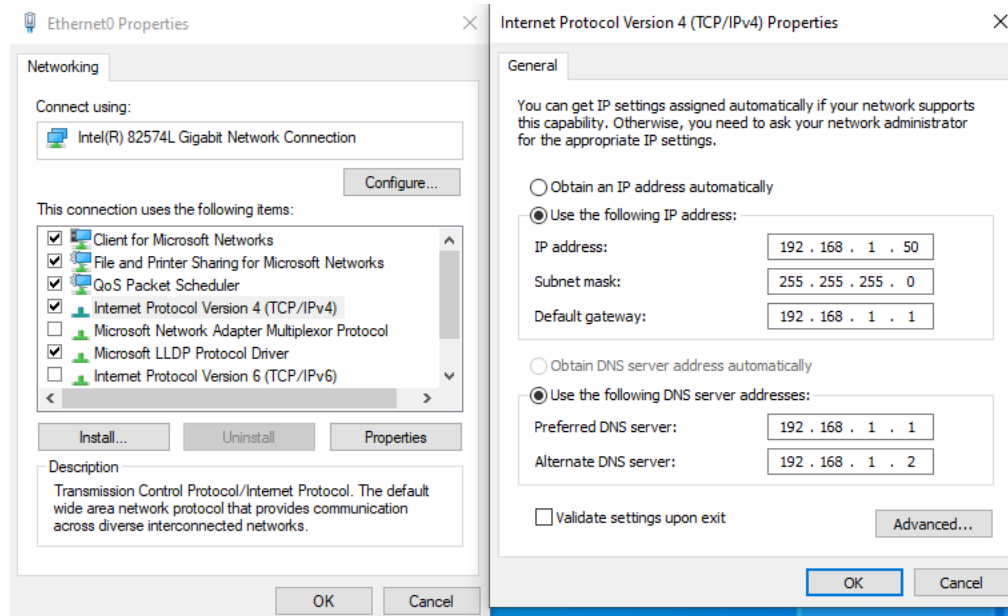 Ethernet0 Properties
Networking
Connect using:
Intel(R) 82574L Gigabit Network Connection
Configure...
This connection uses the following items:
Client for Microsoft Networks
File and Printer Sharing for Microsoft Networks
QoS Packet Scheduler
Internet Protocol Version 4 (TCP/IPv4)
Microsoft Network Adapter Multiplexor Protocol
Microsoft LLDP Protocol Driver
Internet Protocol Version 6 (TCP/IPv6)
Install...
Uninstall
Properties
Description
Transmission Control Protocol/Internet Protocol. The default
wide area network protocol that provides communication
across diverse interconnected networks.
OK
Cancel
Internet Protocol Version 4 (TCP/IPv4) Properties
General
You can get IP settings assigned automatically if your network supports
this capability. Otherwise, you need to ask your network administrator
for the appropriate IP settings.
Obtain an IP address automatically
Use the following IP address:
IP address: 192 . 168 . 1 . 50
Subnet mask: 255 . 255 . 255 . 0
Default gateway: 192 . 168 . 1 . 1
Obtain DNS server address automatically
Use the following DNS server addresses:
Preferred DNS server: 192 . 168 . 1 . 1
Alternate DNS server: 192 . 168 . 1 . 2
Validate settings upon exit
Advanced...
OK
Cancel